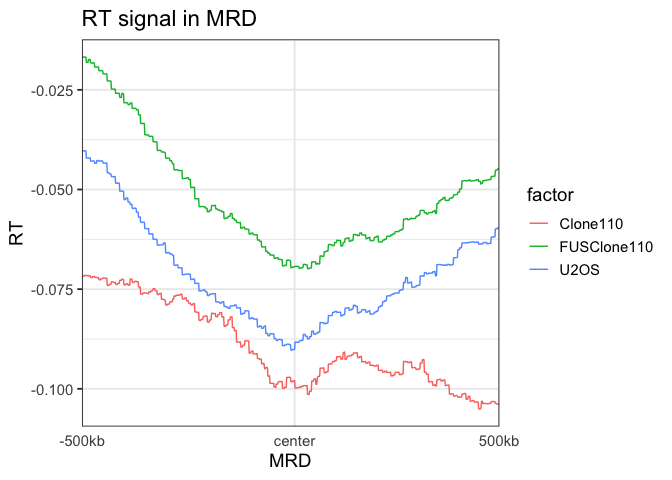 RT signal in MRD
RT
-0.025
-0.050
-0.075
-0.100
-500kb
center
500kb
MRD
factor
Clone110
FUSClone110
U2OS